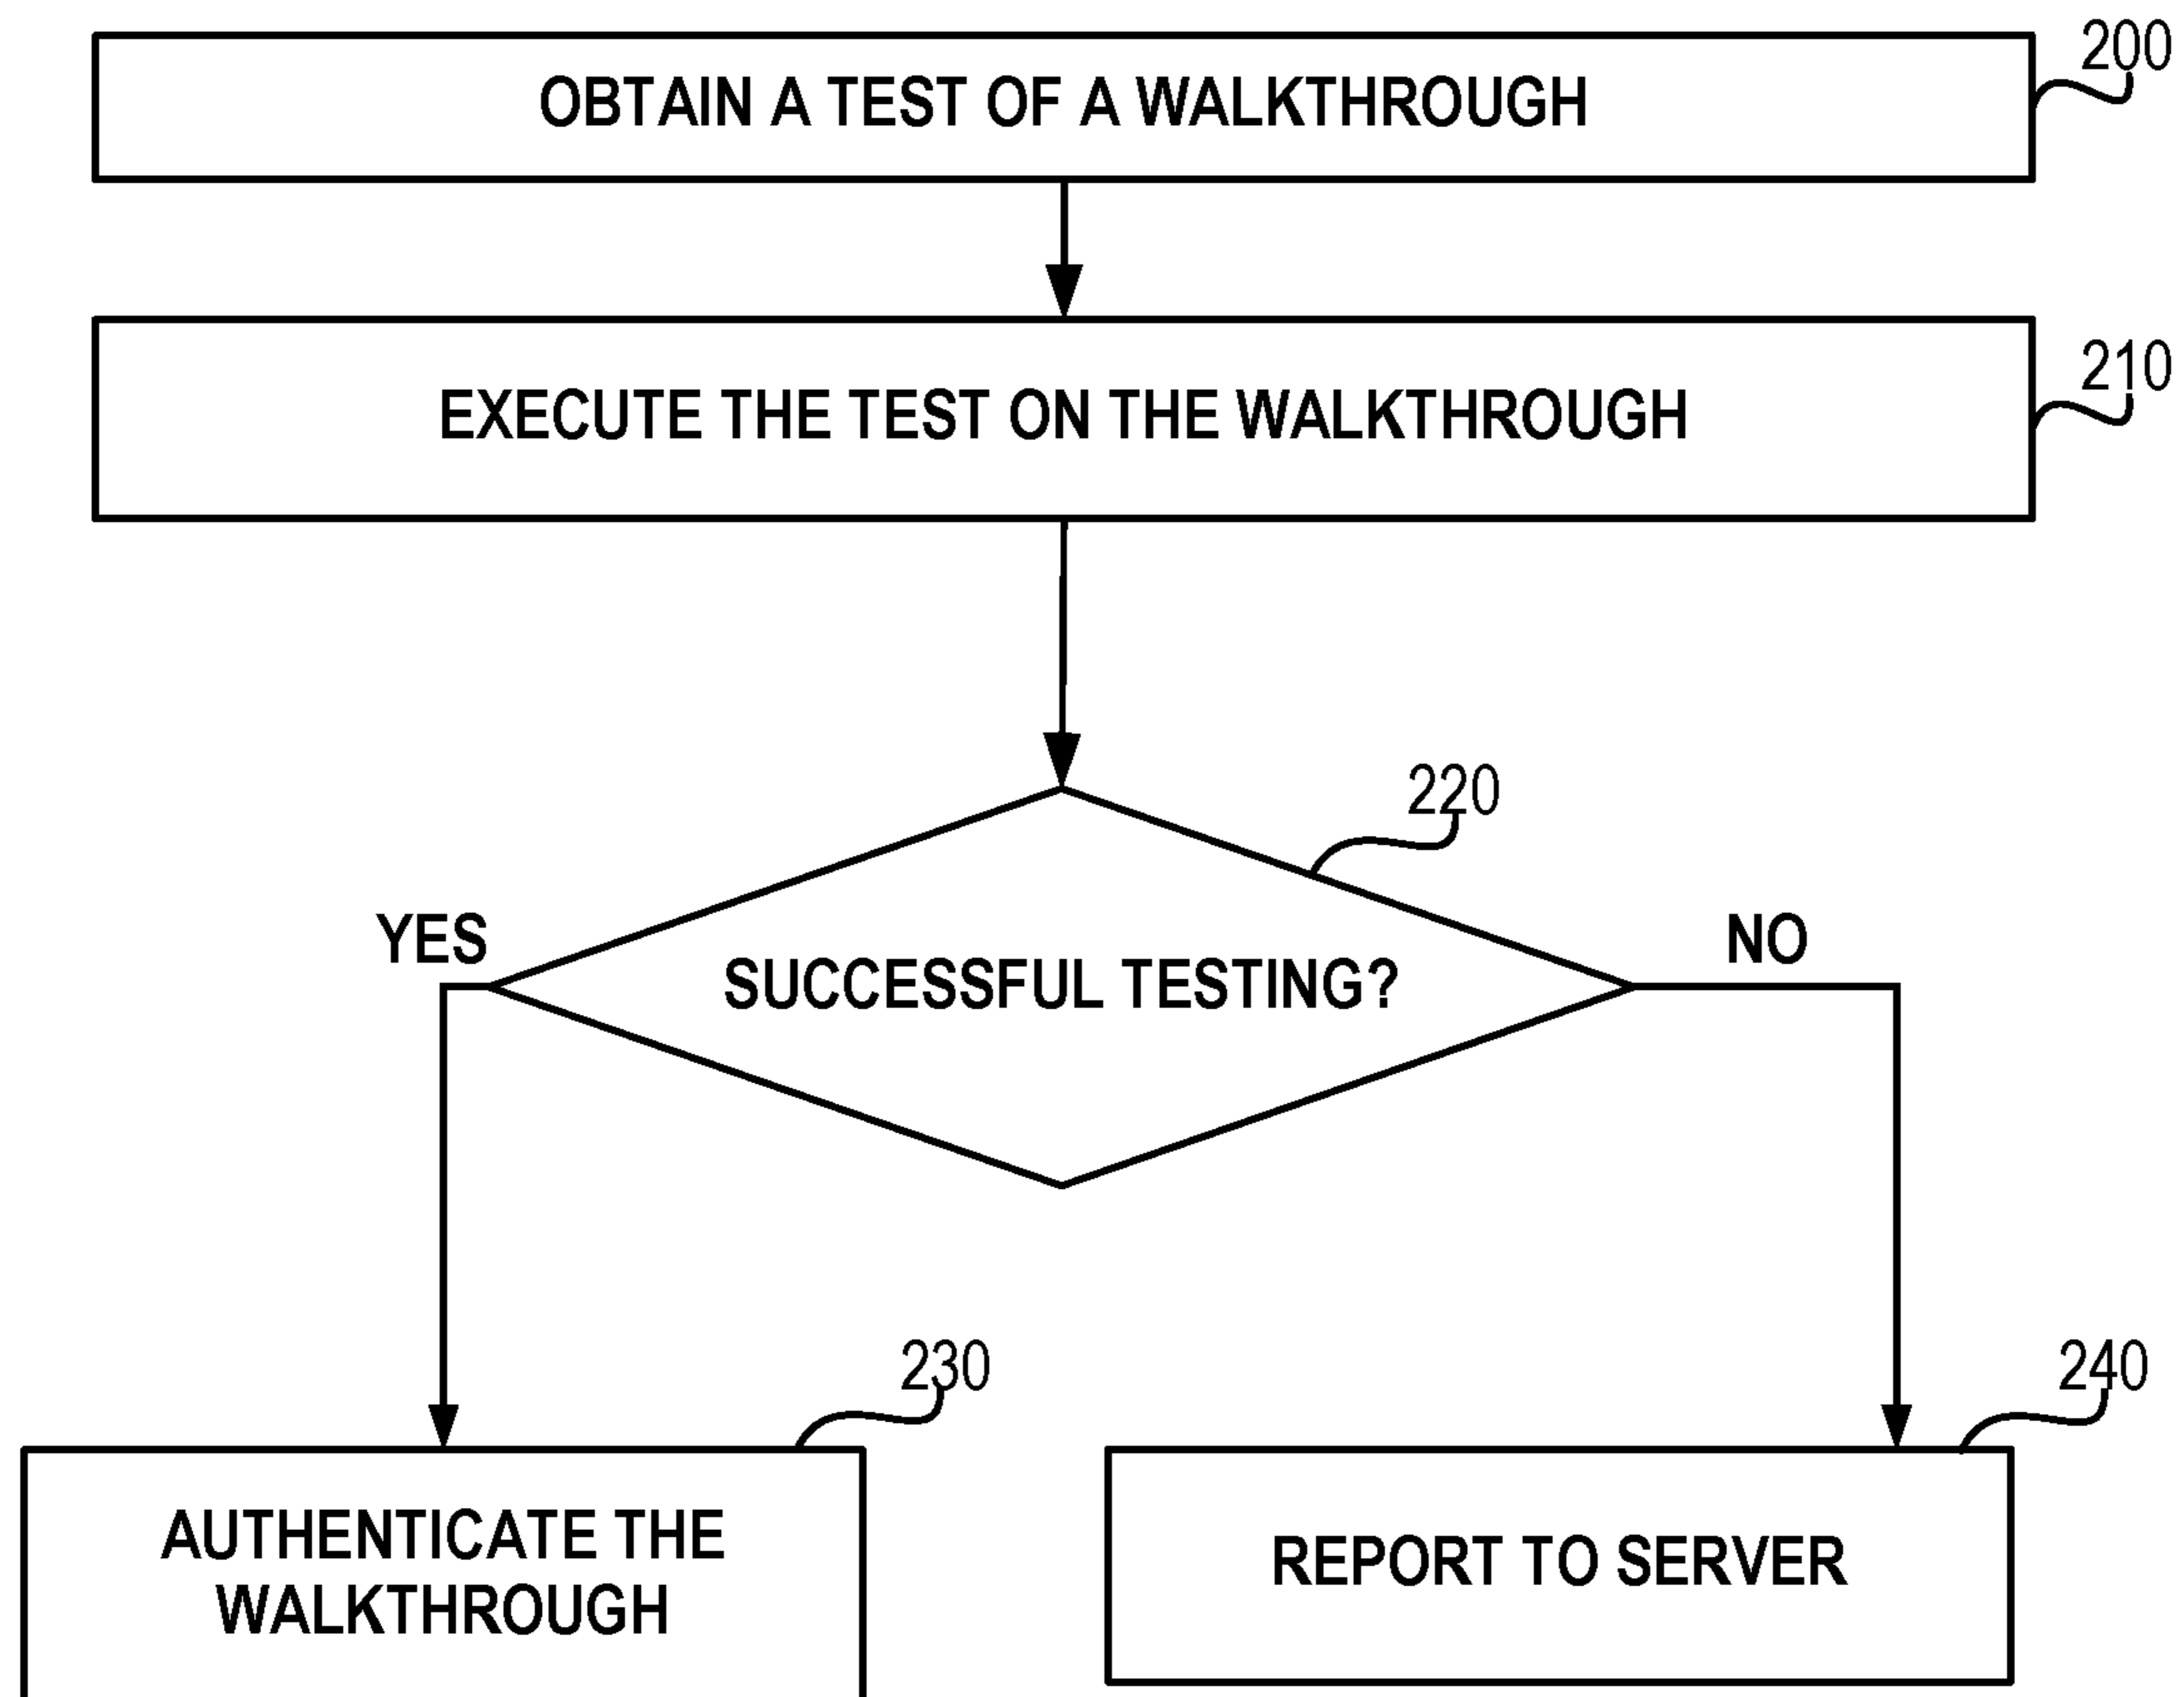 200
OBTAIN A TEST OF A WALKTHROUGH
210
EXECUTE THE TEST ON THE WALKTHROUGH
220
YES
SUCCESSFUL TESTING?
NO
230
240
AUTHENTICATE THE
WALKTHROUGH
REPORT TO SERVER